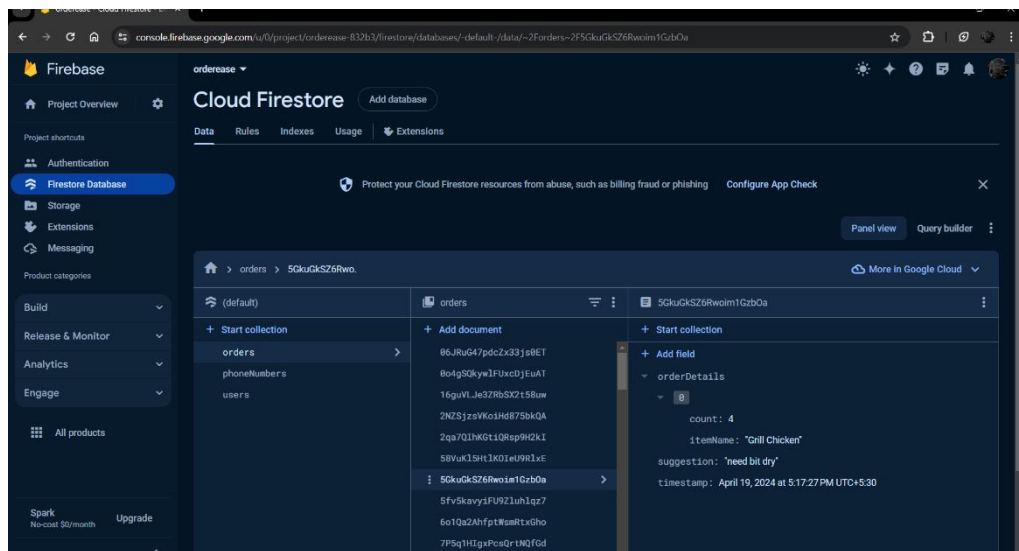 console.firebase.google.com/u/0/project/orderease-832b3/firestore/databases/-default-/data/~2Forders~2F5GkuGkSZ6Rwoim1GzbOa
Firebase
orderease
Project Overview
Cloud Firestore
Add database
Project shortcuts
Data Rules Indexes Usage Extensions
Authentication
Firestore Database
Protect your Cloud Firestore resources from abuse, such as billing fraud or phishing Configure App Check
Storage
Extensions
Messaging
Panel view Query builder
Product categories
orders > 5GkuGkSZ6Rwo.
More in Google Cloud
Build
(default) orders 5GkuGkSZ6Rwoim1GzbOa
Release & Monitor
+ Start collection + Add document + Start collection
Analytics
orders
06JRuG47pdcZx33js0ET
+ Add field
phoneNumbers
0o4gSQkywlFUxcDjEuAT
orderDetails
Engage
users
16guVLJe3ZRbSX2t58uw
0
2NZSjzsVKoiHd875bkQA
count: 4
All products
2qa7QIhKGtiQRsp9H2kI
itemName: "Grill Chicken"
58VuKl5HtlKOIeU9RlxE
suggestion: "need bit dry"
5GkuGkSZ6Rwoim1GzbOa
timestamp: April 19, 2024 at 5:17:27 PM UTC+5:30
5fv5kavyiFU9Zluhlqz7
Spark
No-cost $0/month
Upgrade
6o1Qa2AhfptWsmRtxGho
7P5q1HIgxPcsQrtNQfGd